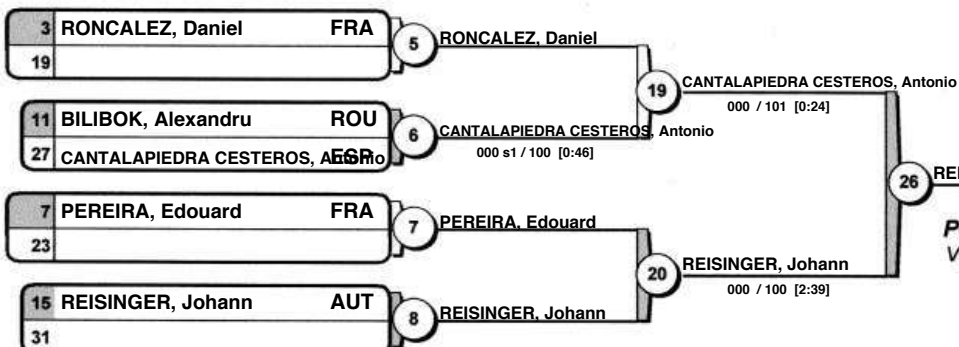 3 RONCALEZ, Daniel FRA
19
5 RONCALEZ, Daniel
11 BILIBOK, Alexandru ROU
27 CANTALAPIEDRA CESTEROS, Antonio ESP
6 CANTALAPIEDRA CESTEROS, Antonio
000 s1 / 100 [0:46]
19 CANTALAPIEDRA CESTEROS, Antonio
000 / 101 [0:24]
7 PEREIRA, Edouard FRA
23
7 PEREIRA, Edouard
15 REISINGER, Johann AUT
31
8 REISINGER, Johann
20 REISINGER, Johann
000 / 100 [2:39]
26